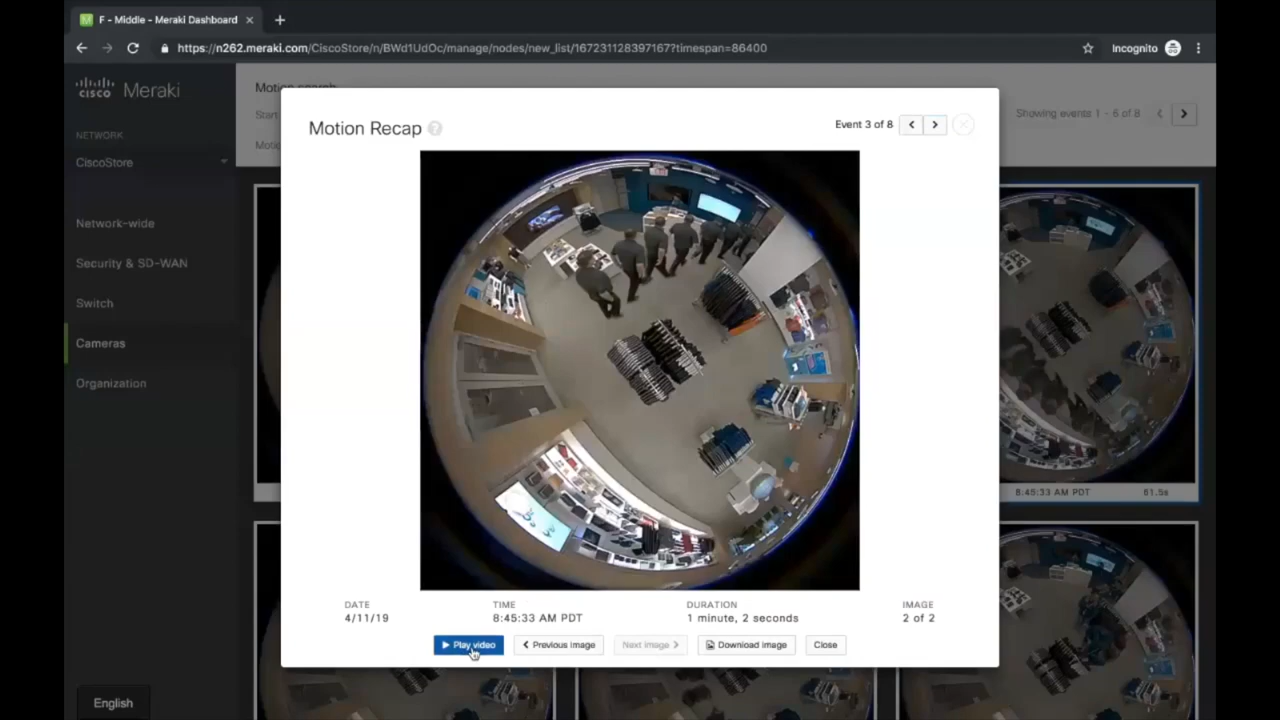 F - Middle - Meraki Dashboard
https://n262.meraki.com/CiscoStore/n/BWd1UdOc/manage/nodes/new_list/167231128397167?timespan=86400
Incognito
CISCO Meraki
NETWORK
CiscoStore
Network-wide
Security & SD-WAN
Switch
Cameras
Organization
English
Motion search
Start
Showing events 1 - 6 of 8
Motion Recap ?
Event 3 of 8
DATE
4/11/19
TIME
8:45:33 AM PDT
DURATION
1 minute, 2 seconds
IMAGE
2 of 2
Play video
Previous image
Next image
Download image
Close
8:45:33 AM PDT
61.5s